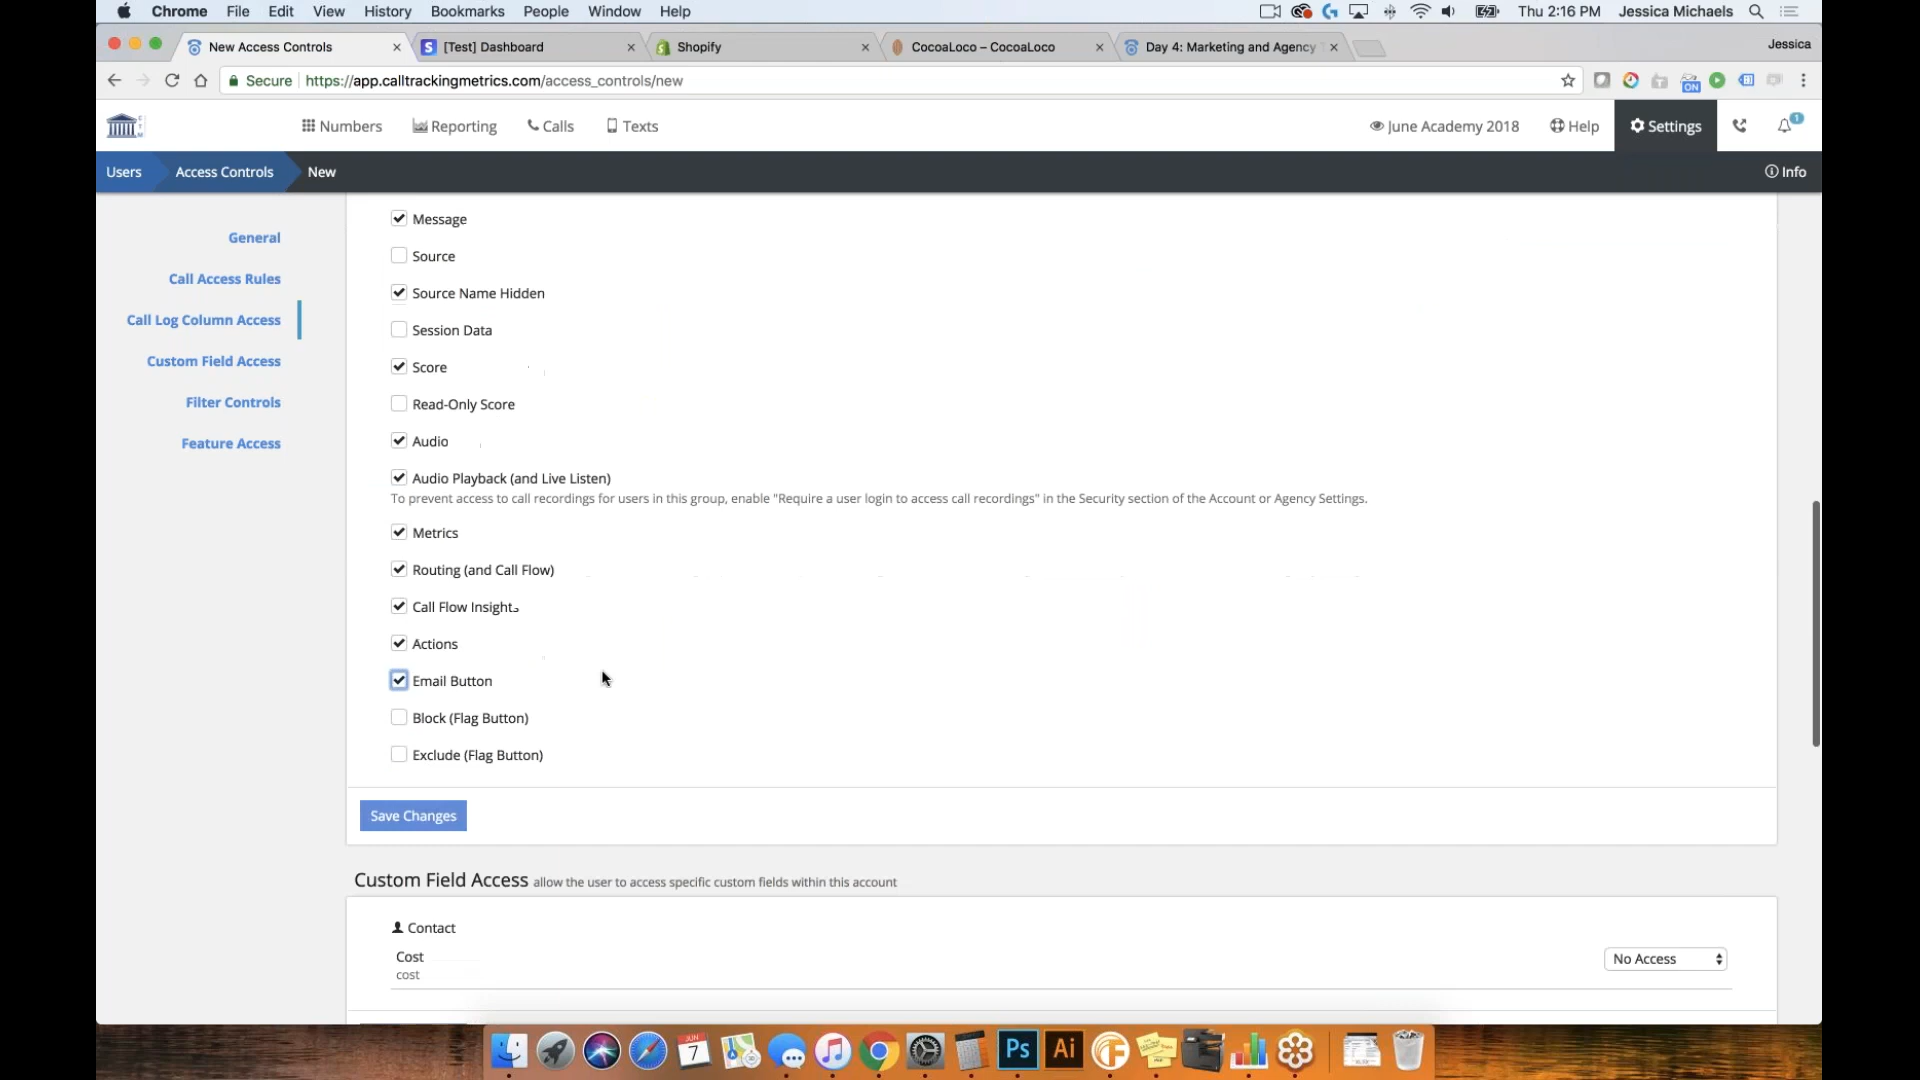 Chrome File Edit View History Bookmarks People Window Help
Thu 2:16 PM Jessica Michaels
New Access Controls
[Test] Dashboard
Shopify
CocoaLoco – CocoaLoco
Day 4: Marketing and Agency
Jessica
Secure https://app.calltrackingmetrics.com/access_controls/new
ON
Numbers Reporting Calls Texts
June Academy 2018 Help Settings 1
Users Access Controls New
Info
General
Call Access Rules
Call Log Column Access
Custom Field Access
Filter Controls
Feature Access
Message
Source
Source Name Hidden
Session Data
Score
Read-Only Score
Audio
Audio Playback (and Live Listen)
To prevent access to call recordings for users in this group, enable "Require a user login to access call recordings" in the Security section of the Account or Agency Settings.
Metrics
Routing (and Call Flow)
Call Flow Insights
Actions
Email Button
Block (Flag Button)
Exclude (Flag Button)
Save Changes
Custom Field Access allow the user to access specific custom fields within this account
Contact
Cost
cost
No Access
JUN
7
Ps
Ai